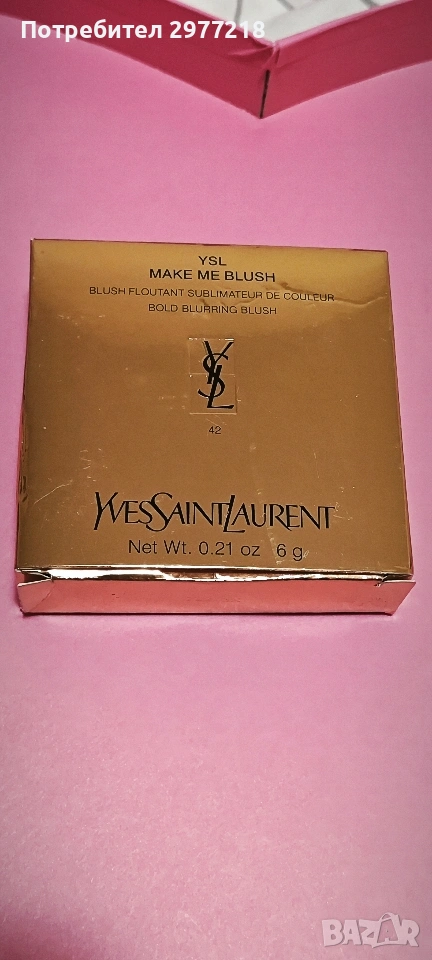 Потребител 2977218
YSL
MAKE ME BLUSH
BLUSH FLOUTANT SUBLIMATEUR DE COULEUR
BOLD BLURRING BLUSH
YSL
42
YVESSAINTLAURENT
Net Wt. 0.21 oz 6 g
BAZAR